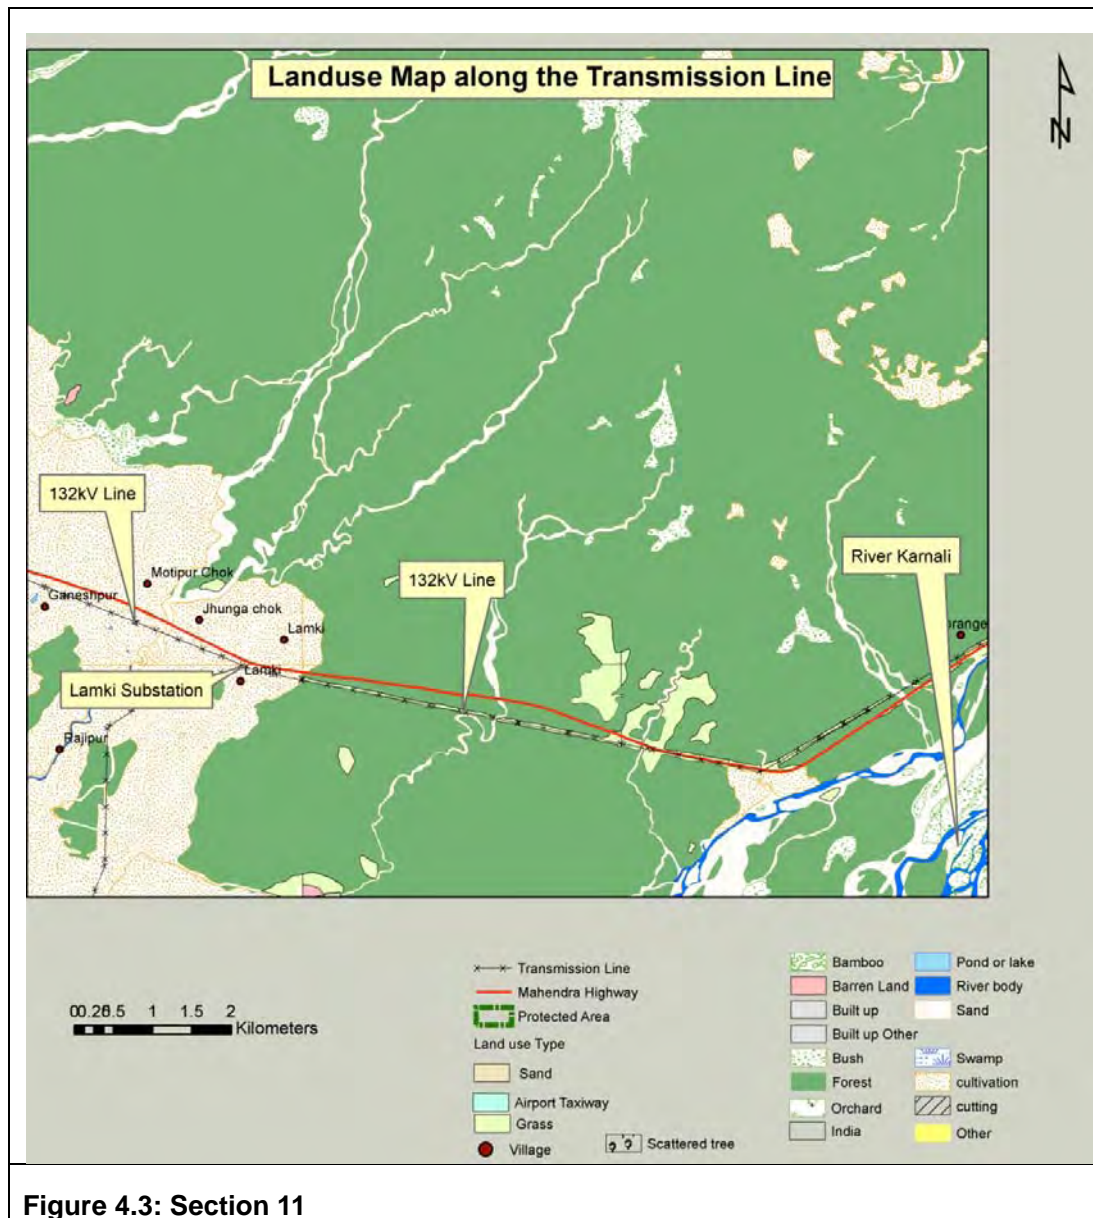 Landuse Map along the Transmission Line
N
132kV Line
River Karnali
132kV Line
Motipur Chok
Ganeshpur
Jhunga chok
Lamki
Lamki
Lamki Substation
Rajipur
Transmission Line
Mahendra Highway
Protected Area
Land use Type
Sand
Airport Taxiway
Grass
Village
Scattered tree
Bamboo
Barren Land
Built up
Built up Other
Bush
Forest
Orchard
India
Pond or lake
River body
Sand
Swamp
cultivation
cutting
Other
1 1.5 2
Kilometers
Figure 4.3: Section 11